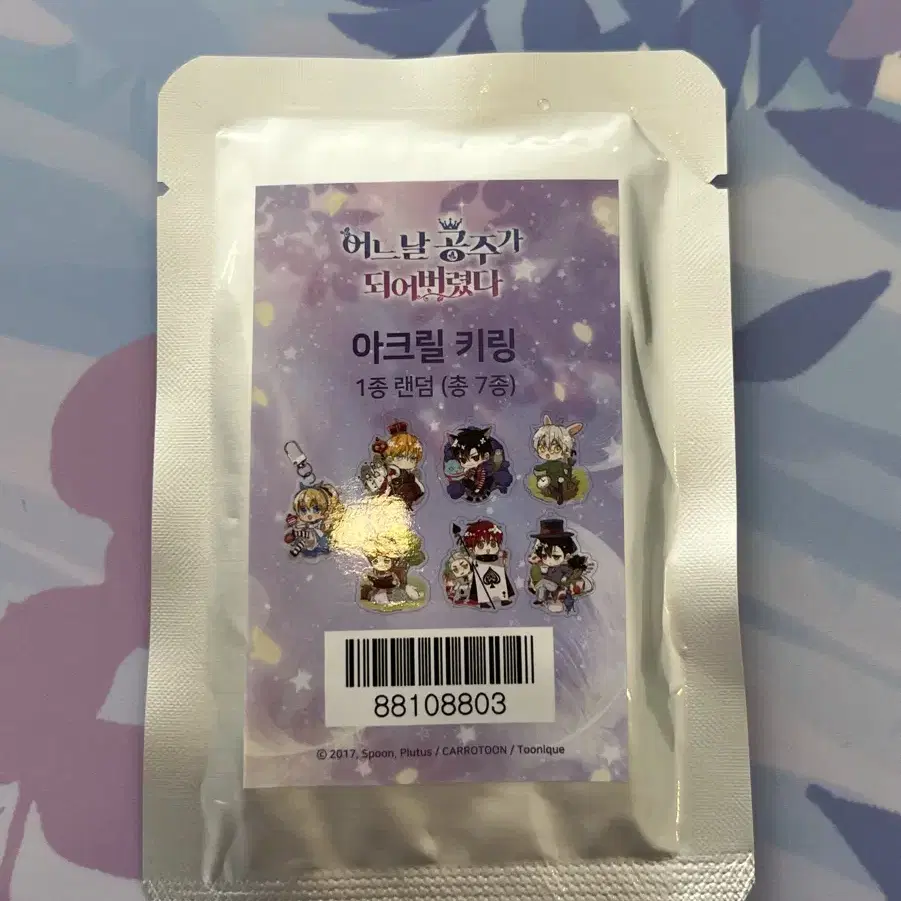 어느날 공주가
되어버렸다
아크릴 키링
1종 랜덤 (총 7종)
88108803
© 2017, Spoon, Plutus / CARROTOON / Toonique